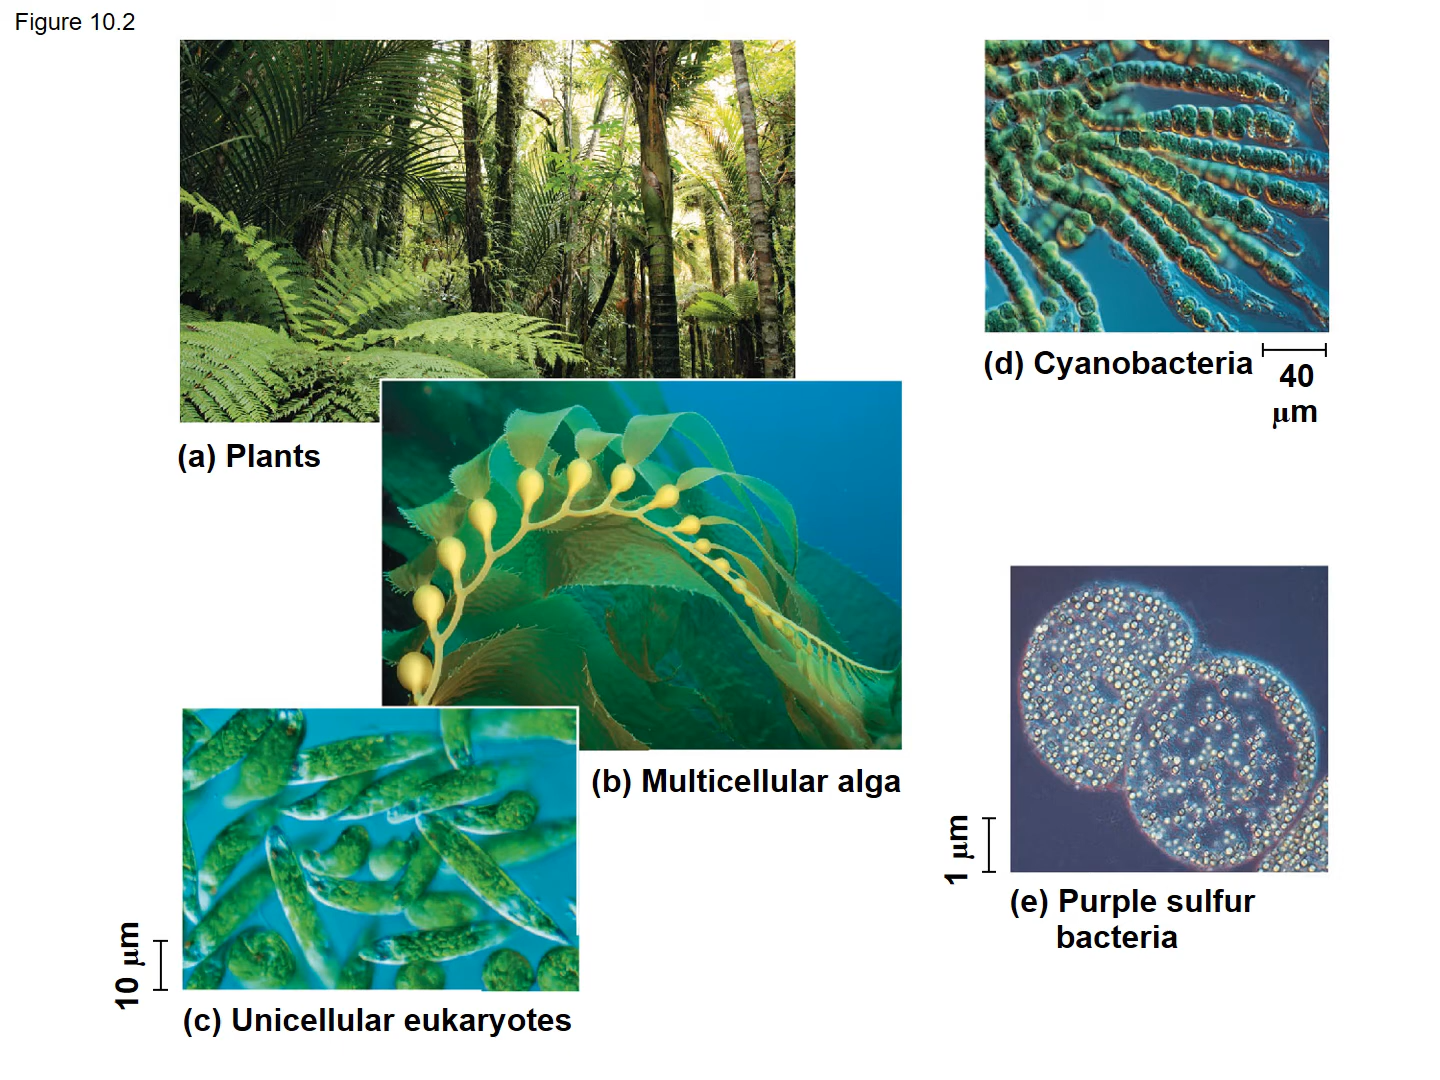 Figure 10.2
(a) Plants
(b) Multicellular alga
10 μm
(c) Unicellular eukaryotes
(d) Cyanobacteria
40
μm
1 μm
(e) Purple sulfur
bacteria